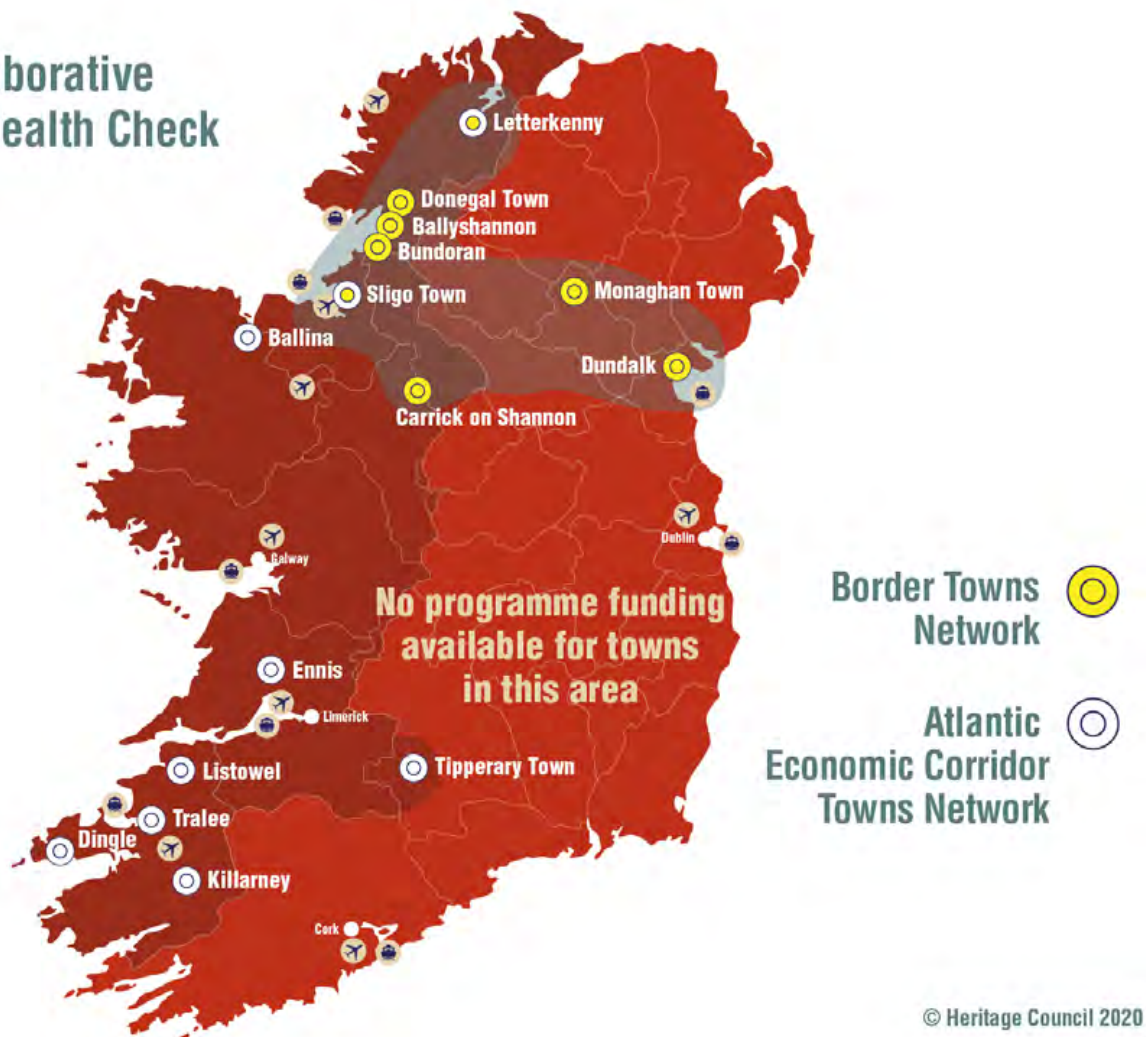 borative
ealth Check
Letterkenny
Donegal Town
Ballyshannon
Bundoran
Sligo Town
Monaghan Town
Ballina
Dundalk
Carrick on Shannon
Dublin
Galway
No programme funding
available for towns
in this area
Ennis
Limerick
Listowel
Tipperary Town
Tralee
Dingle
Killarney
Cork
Border Towns
Network
Atlantic
Economic Corridor
Towns Network
© Heritage Council 2020